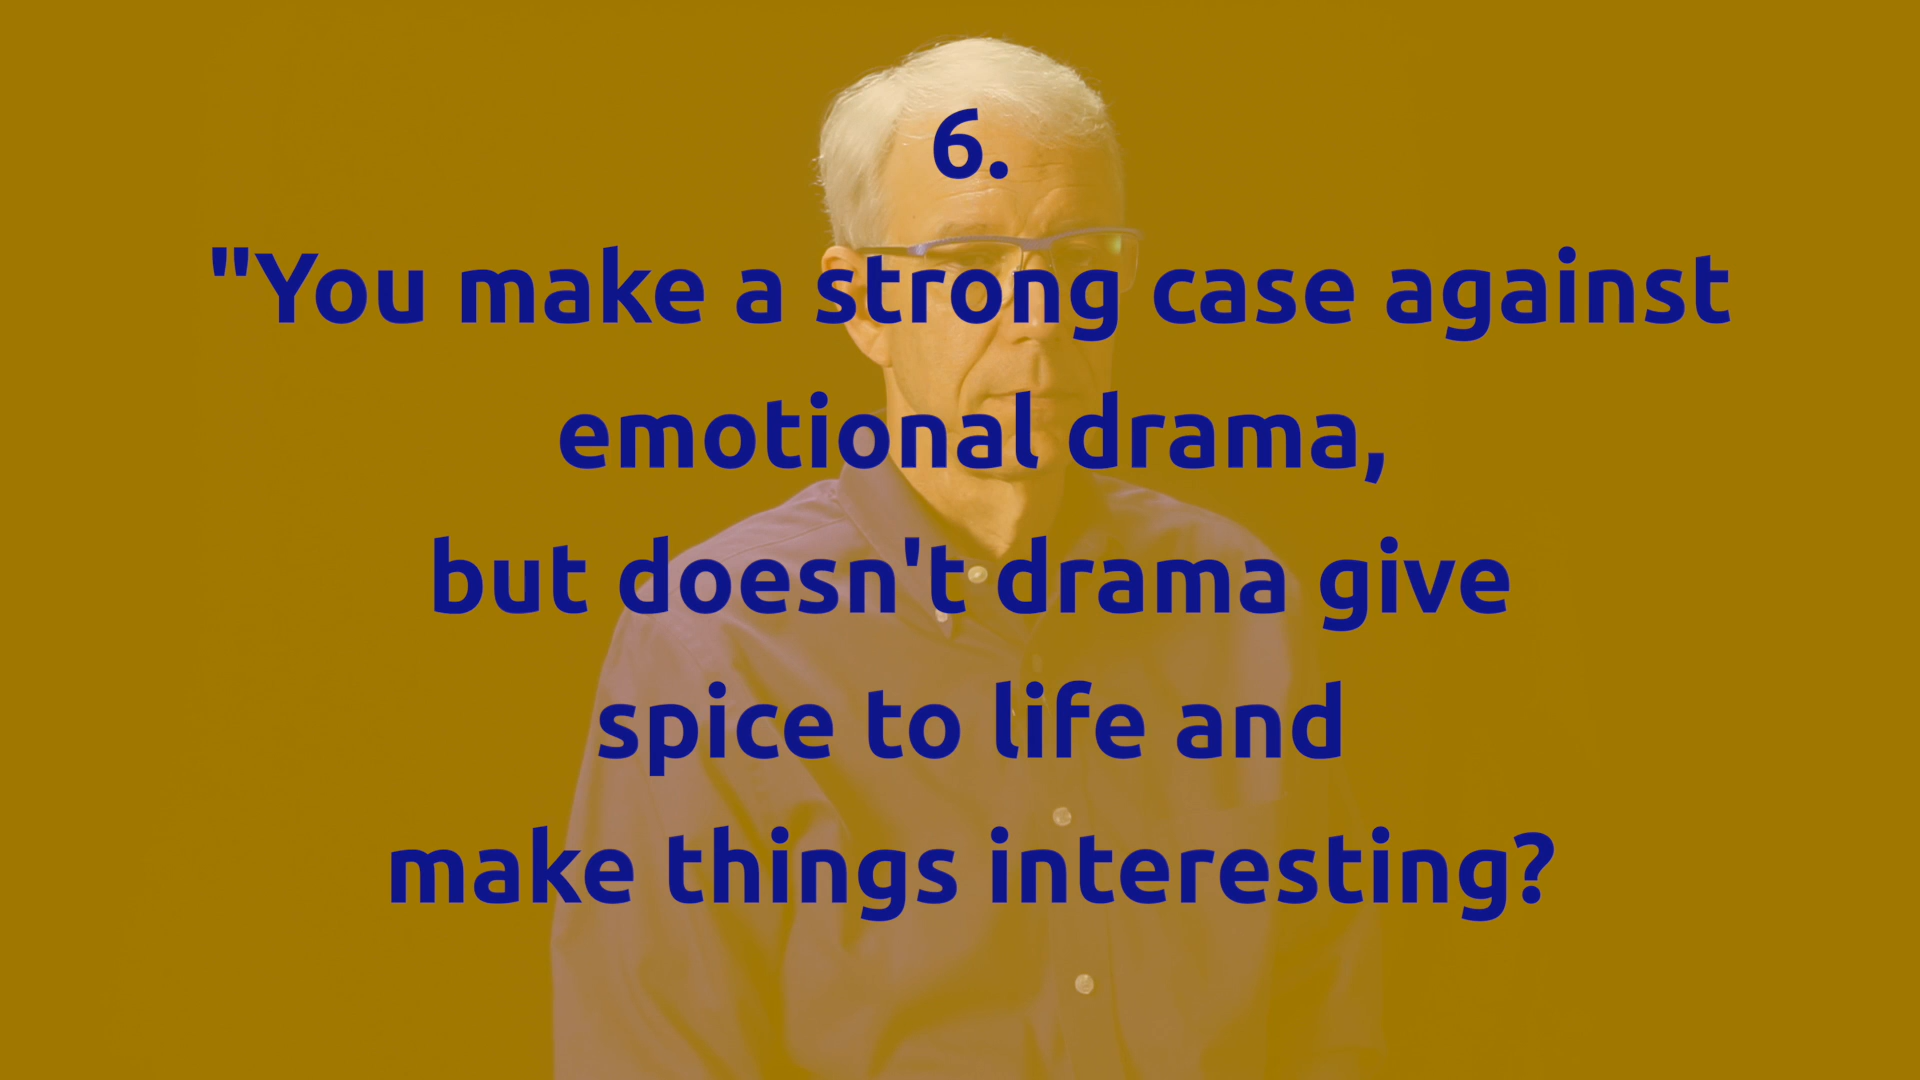 6.
"You make a strong case against
emotional drama,
but doesn't drama give
spice to life and
make things interesting?